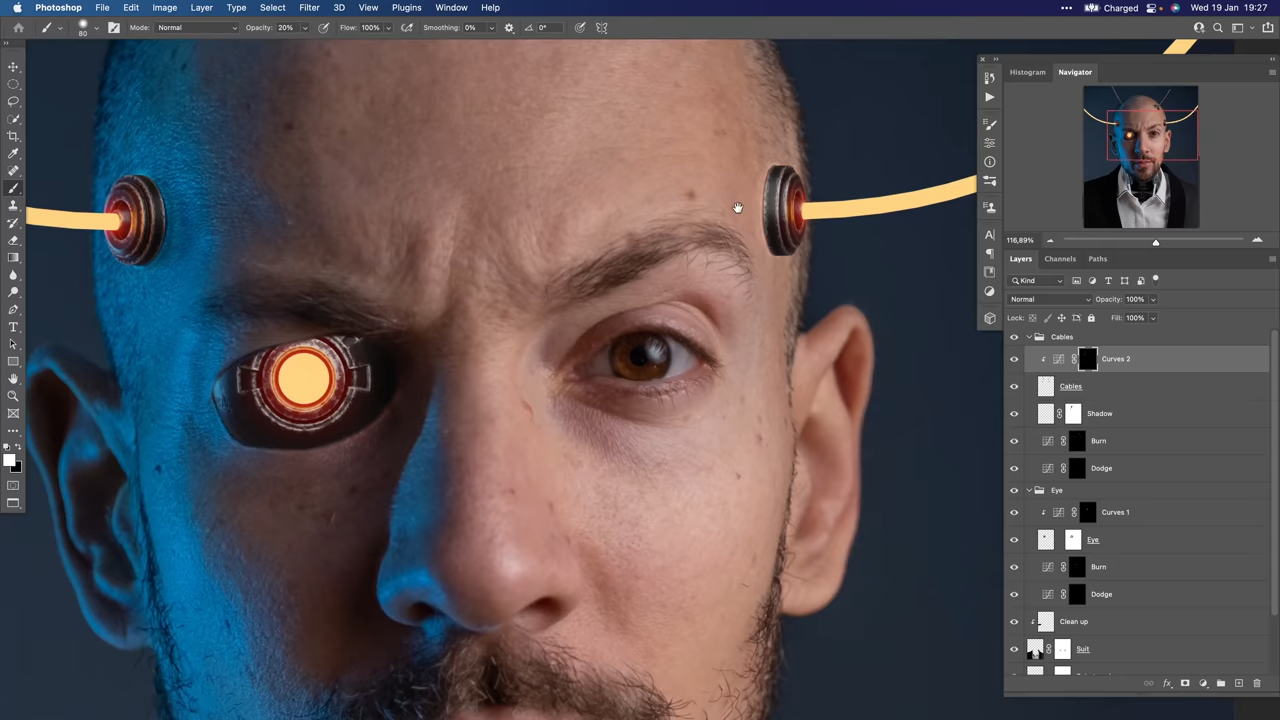 Photoshop File Edit Image Layer Type Select Filter 3D View Plugins Window Help Charged Wed 19 Jan 19:27
80 Mode: Normal Opacity: 20% Flow: 100% Smoothing: 0% 0°
Histogram Navigator
116,89%
Layers Channels Paths
Kind
Normal Opacity: 100%
Lock: Fill: 100%
Cables
Curves 2
Cables
Shadow
Burn
Dodge
Eye
Curves 1
Eye
Burn
Dodge
Clean up
Suit